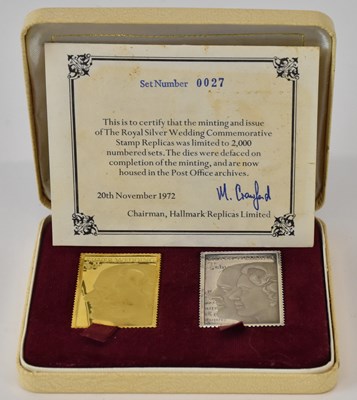 Set Number 0027
This is to certify that the minting and issue
of The Royal Silver Wedding Commemorative
Stamp Replicas was limited to 2,000
numbered sets. The dies were defaced on
completion of the minting, and are now
housed in the Post Office archives.
20th November 1972
Chairman, Hallmark Replicas Limited